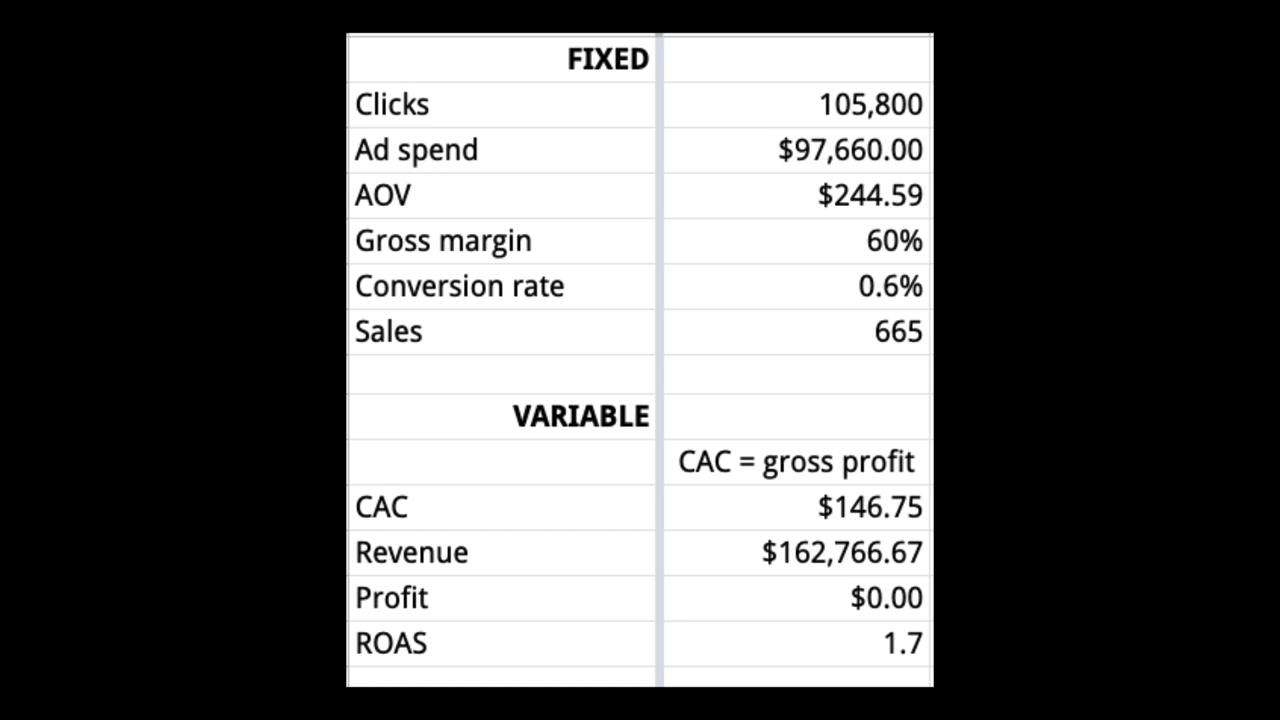 FIXED
Clicks 105,800
Ad spend $97,660.00
AOV $244.59
Gross margin 60%
Conversion rate 0.6%
Sales 665
VARIABLE
CAC = gross profit
CAC $146.75
Revenue $162,766.67
Profit $0.00
ROAS 1.7